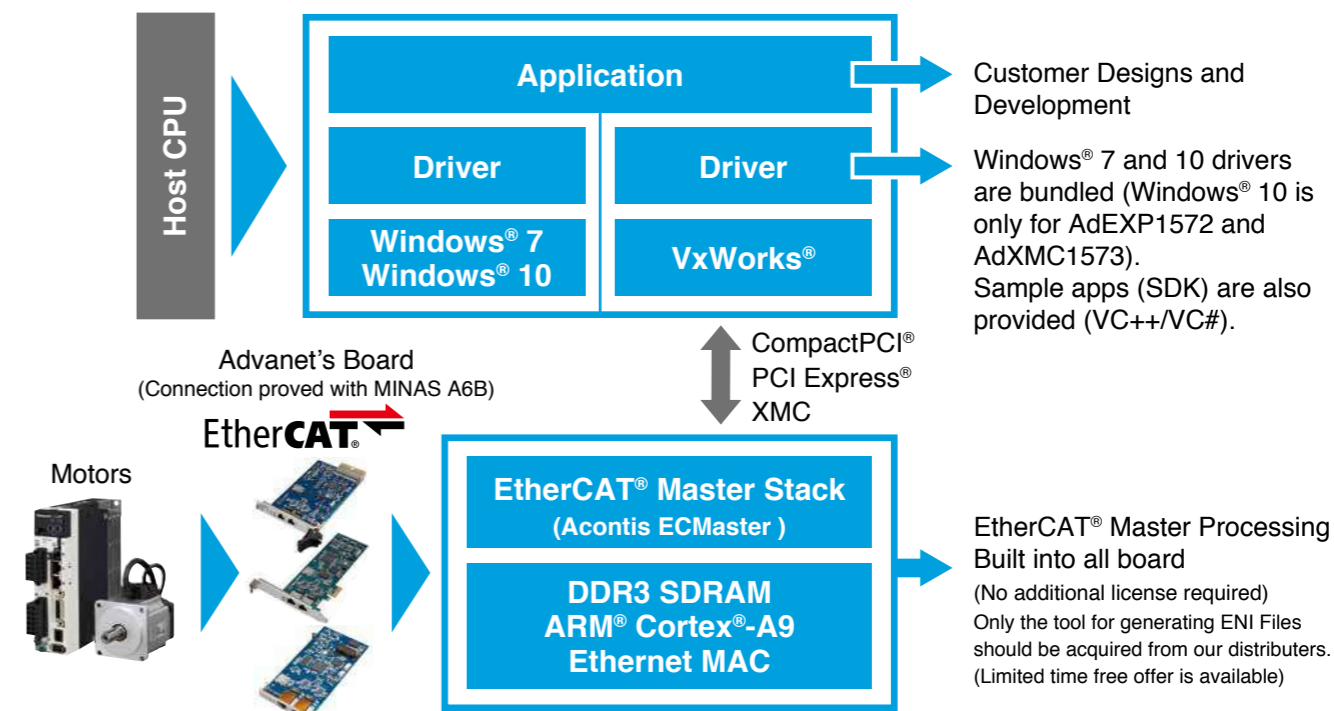 Host CPU
Application
Driver
Driver
Windows® 7
Windows® 10
VxWorks®
Customer Designs and
Development
Windows® 7 and 10 drivers
are bundled (Windows® 10 is
only for AdEXP1572 and
AdXMC1573).
Sample apps (SDK) are also
provided (VC++/VC#).
CompactPCI®
PCI Express®
XMC
Advanet's Board
(Connection proved with MINAS A6B)
EtherCAT®
Motors
EtherCAT® Master Stack
(Acontis ECMaster )
DDR3 SDRAM
ARM® Cortex®-A9
Ethernet MAC
EtherCAT® Master Processing
Built into all board
(No additional license required)
Only the tool for generating ENI Files
should be acquired from our distributers.
(Limited time free offer is available)